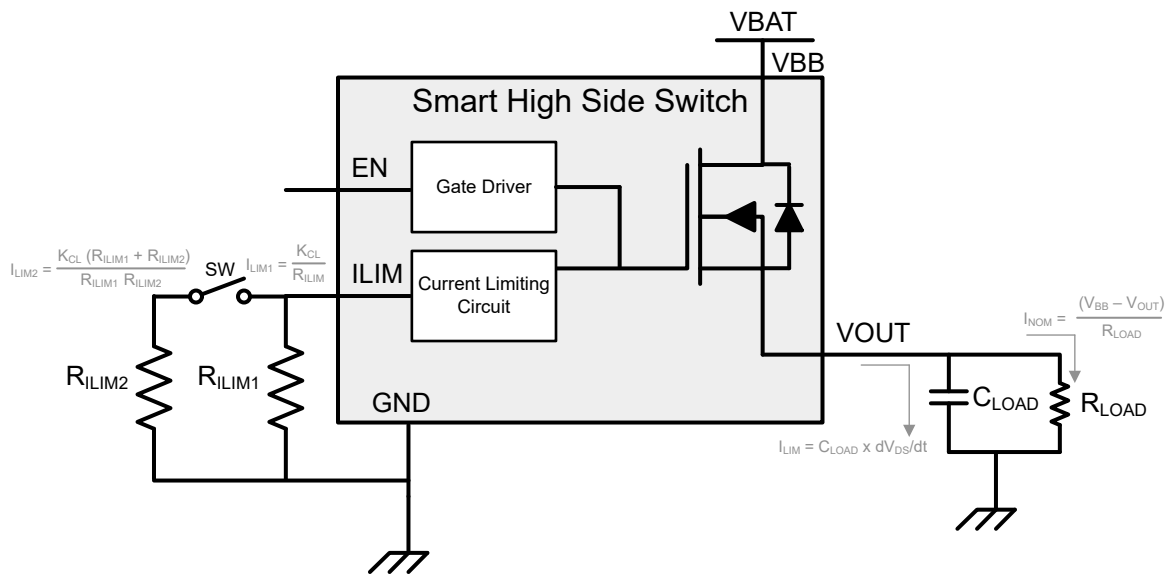 VBAT
VBB
Smart High Side Switch
EN
Gate Driver
I_LIM2 = K_CL (R_ILIM1 + R_ILIM2) / R_ILIM1 R_ILIM2
SW
I_LIM1 = K_CL / R_ILIM
ILIM
Current Limiting
Circuit
R_ILIM2
R_ILIM1
GND
VOUT
I_NOM = (V_BB – V_OUT) / R_LOAD
C_LOAD
R_LOAD
I_LIM = C_LOAD x dV_DS/dt